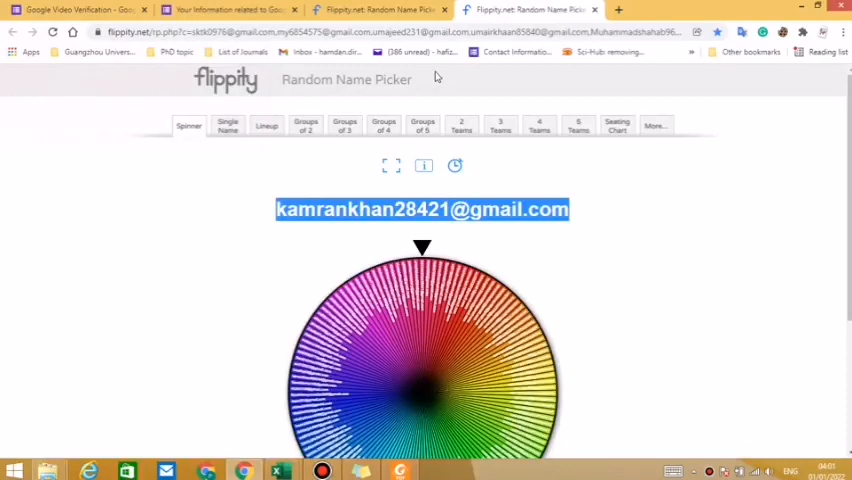 Google Video Verification - Goo
Your Information related to Goo
Flippity.net: Random Name Picke
Flippity.net: Random Name Picke
flippity.net/rp.php?c=sktk0976@gmail.com,my6854575@gmail.com,umajeed231@gmail.com,umairkhaan85840@gmail.com,Muhammadshahab96...
Apps
Guangzhou Univers...
PhD topic
List of Journals
Inbox - hamdan.dir...
(386 unread) - hafiz...
Contact Informatio...
Sci-Hub: removing...
»
Other bookmarks
Reading list
flippity
Random Name Picker
Spinner
Single
Name
Lineup
Groups
of 2
Groups
of 3
Groups
of 4
Groups
of 5
2
Teams
3
Teams
4
Teams
5
Teams
Seating
Chart
More...
kamrankhan28421@gmail.com
ENG
04:01
01/01/2022